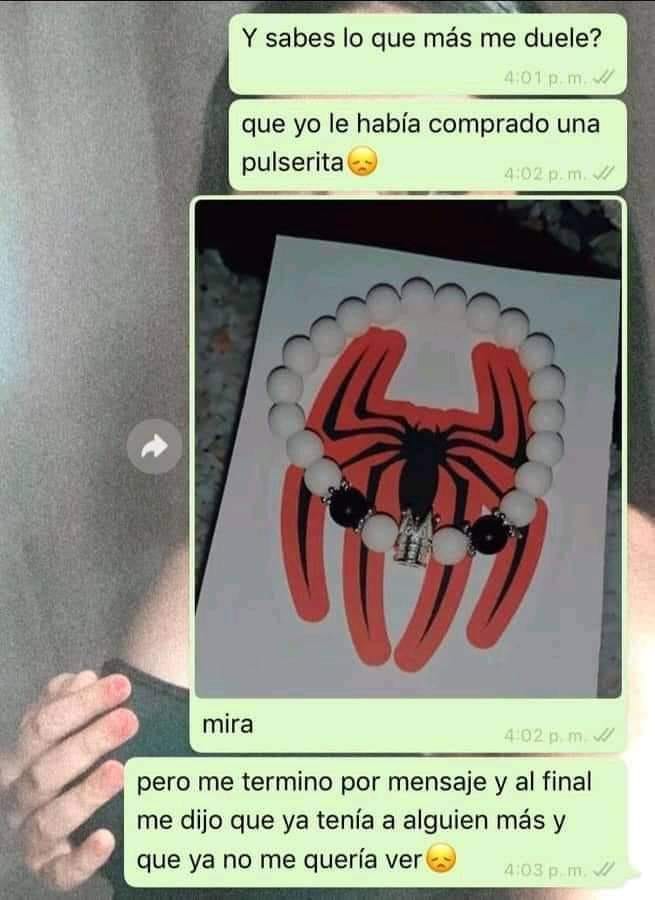 Y sabes lo que más me duele?
4:01 p. m.
que yo le había comprado una
pulserita😞
4:02 p. m.
mira
4:02 p. m.
pero me termino por mensaje y al final
me dijo que ya tenía a alguien más y
que ya no me quería ver😞
4:03 p. m.